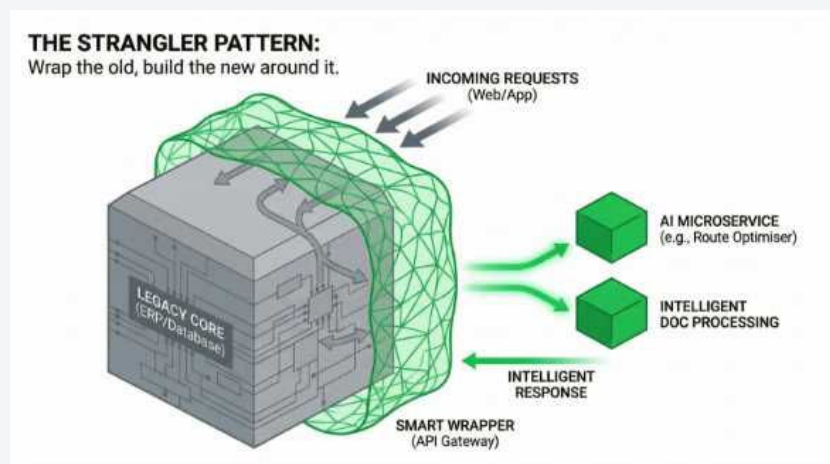 THE STRANGLER PATTERN:
Wrap the old, build the new around it.
INCOMING REQUESTS
(Web/App)
AI MICROSERVICE
(e.g., Route Optimiser)
LEGACY CORE
(ERP/Database)
INTELLIGENT
DOC PROCESSING
INTELLIGENT
RESPONSE
SMART WRAPPER
(API Gateway)